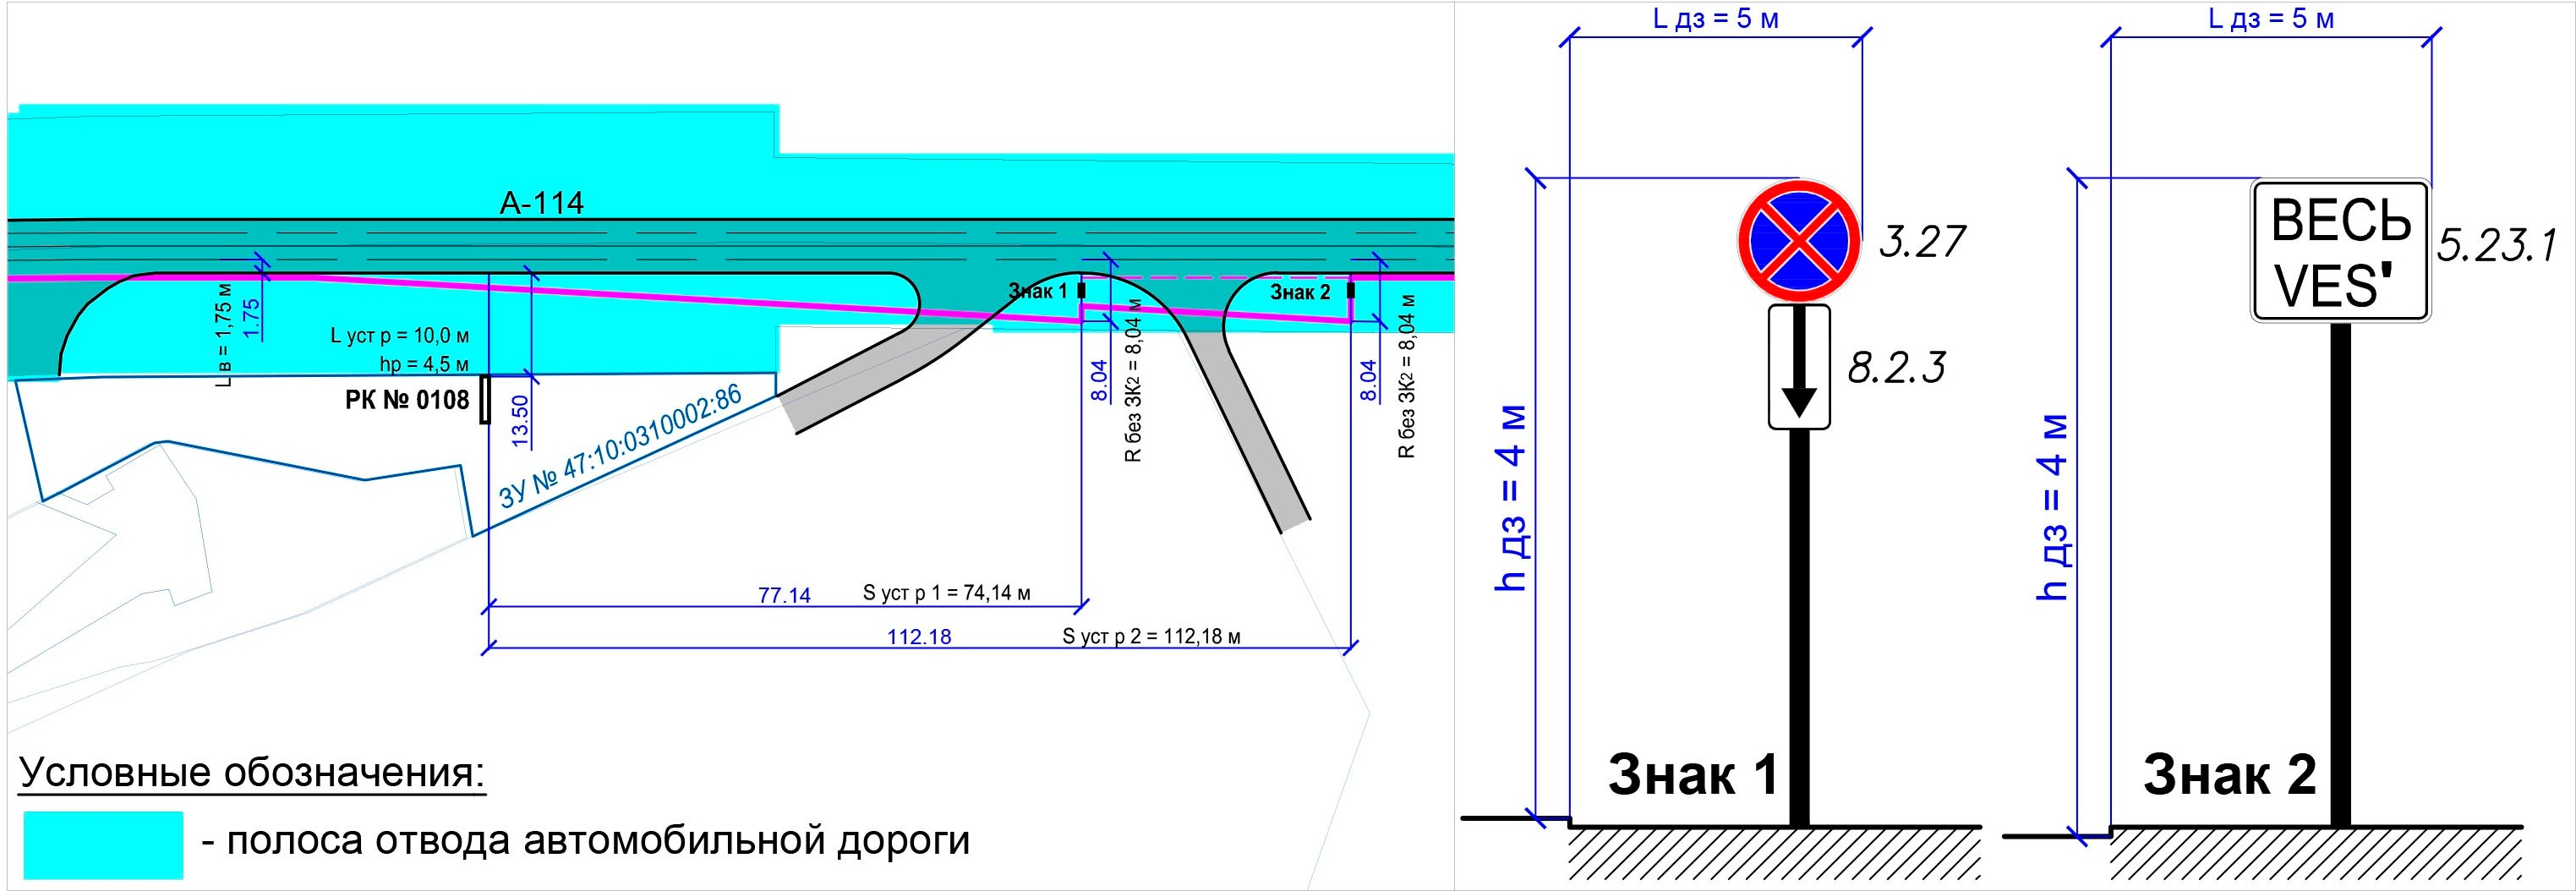 А-114
L в = 1,75 м
1.75
L уст р = 10,0 м
hр = 4,5 м
РК № 0108
13.50
ЗУ № 47:10:0310002:86
Знак 1
8.04
R без ЗК2 = 8,04 м
Знак 2
8.04
R без ЗК2 = 8,04 м
77.14
S уст р 1 = 74,14 м
112.18
S уст р 2 = 112,18 м
Условные обозначения:
- полоса отвода автомобильной дороги
L дз = 5 м
h дз = 4 м
3.27
8.2.3
Знак 1
L дз = 5 м
h дз = 4 м
ВЕСЬ
VES'
5.23.1
Знак 2